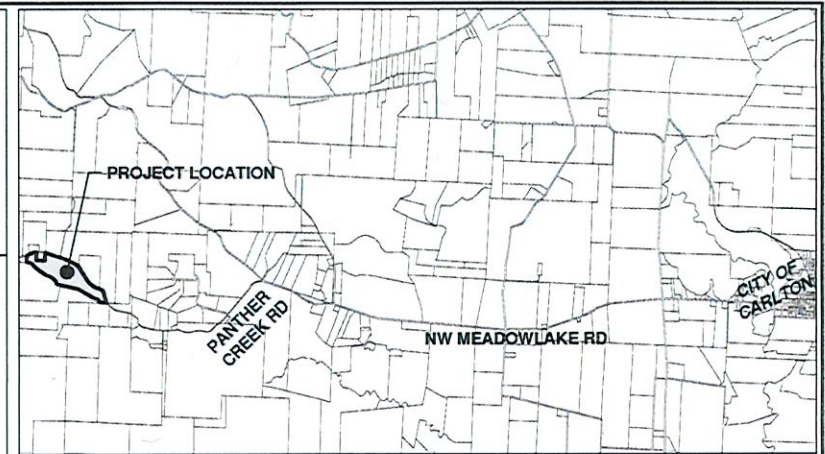 PROJECT LOCATION
PANTHER
CREEK RD
NW MEADOWLAKE RD
CITY OF
CARLTON